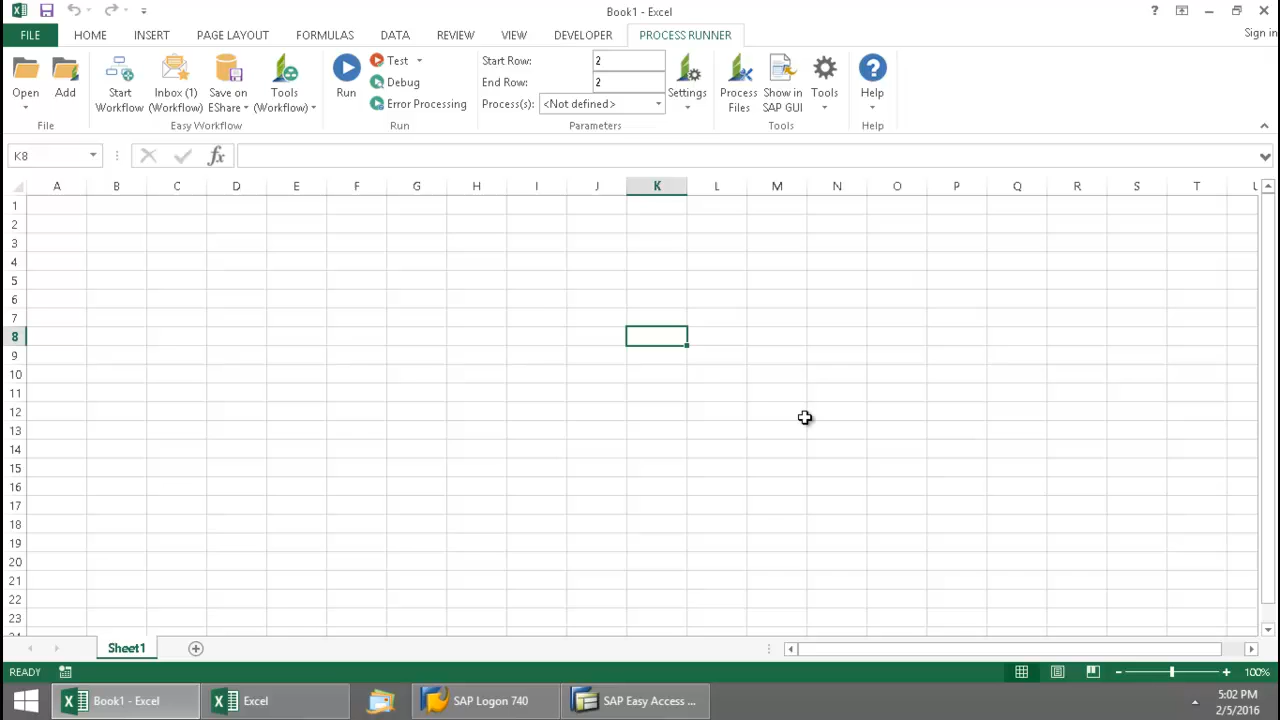 Book1 - Excel
?
Sign in
FILE HOME INSERT PAGE LAYOUT FORMULAS DATA REVIEW VIEW DEVELOPER PROCESS RUNNER
Open
Add
File
Start
Workflow
Inbox (1)
(Workflow)
Save on
EShare
Tools
(Workflow)
Easy Workflow
Run
Test
Debug
Error Processing
Run
Start Row: 2
End Row: 2
Process(s): <Not defined>
Settings
Parameters
Process
Files
Show in
SAP GUI
Tools
Tools
Help
Help
K8
fx
A B C D E F G H I J K L M N O P Q R S T
1
2
3
4
5
6
7
8
9
10
11
12
13
14
15
16
17
18
19
20
21
22
23
Sheet1
READY
100%
Book1 - Excel
Excel
SAP Logon 740
SAP Easy Access ...
5:02 PM
2/5/2016